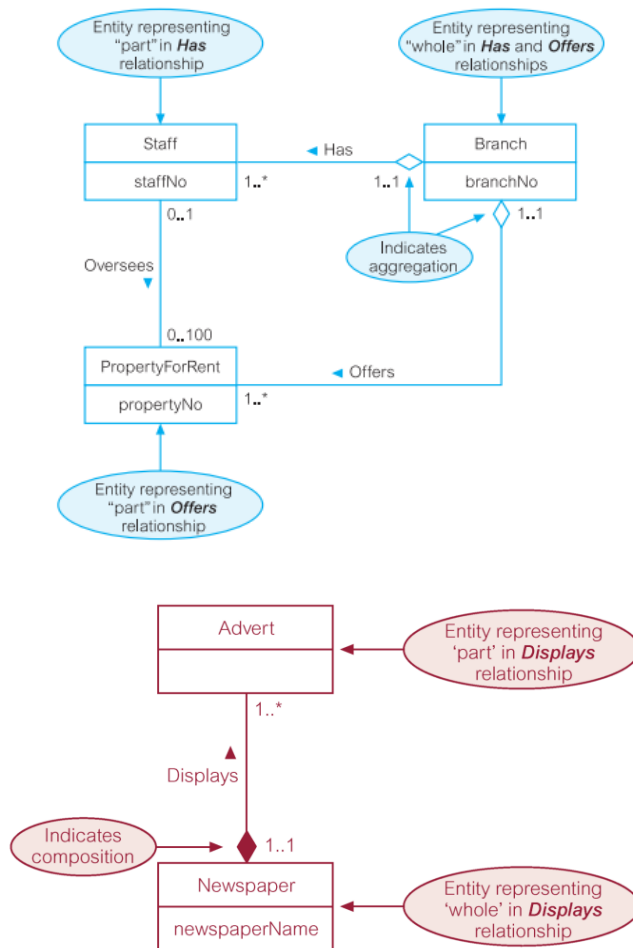 Entity representing
“part” in Has
relationship
Entity representing
“whole” in Has and Offers
relationships
Staff
staffNo
◄ Has
1..*
1..1
Branch
branchNo
1..1
0..1
Indicates
aggregation
Oversees
▼
0..100
PropertyForRent
propertyNo
◄ Offers
1..*
Entity representing
“part” in Offers
relationship
Advert
Entity representing
‘part’ in Displays
relationship
1..*
Displays ▲
Indicates
composition
1..1
Newspaper
newspaperName
Entity representing
‘whole’ in Displays
relationship